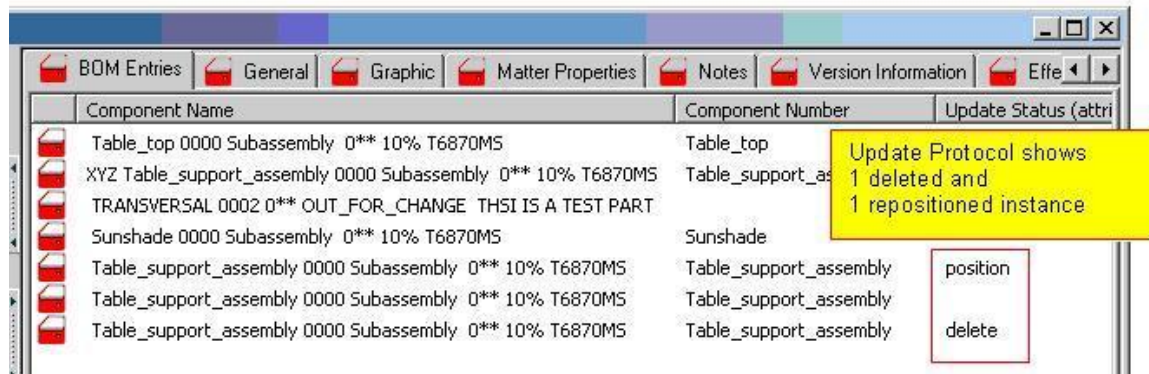 BOM Entries General Graphic Matter Properties Notes Version Information Effe
Component Name Component Number Update Status (attri
Table_top 0000 Subassembly 0** 10% T6870MS Table_top
XYZ Table_support_assembly 0000 Subassembly 0** 10% T6870MS Table_support_as
TRANSVERSAL 0002 0** OUT_FOR_CHANGE THSI IS A TEST PART
Sunshade 0000 Subassembly 0** 10% T6870MS Sunshade
Table_support_assembly 0000 Subassembly 0** 10% T6870MS Table_support_assembly position
Table_support_assembly 0000 Subassembly 0** 10% T6870MS Table_support_assembly
Table_support_assembly 0000 Subassembly 0** 10% T6870MS Table_support_assembly delete
Update Protocol shows
1 deleted and
1 repositioned instance